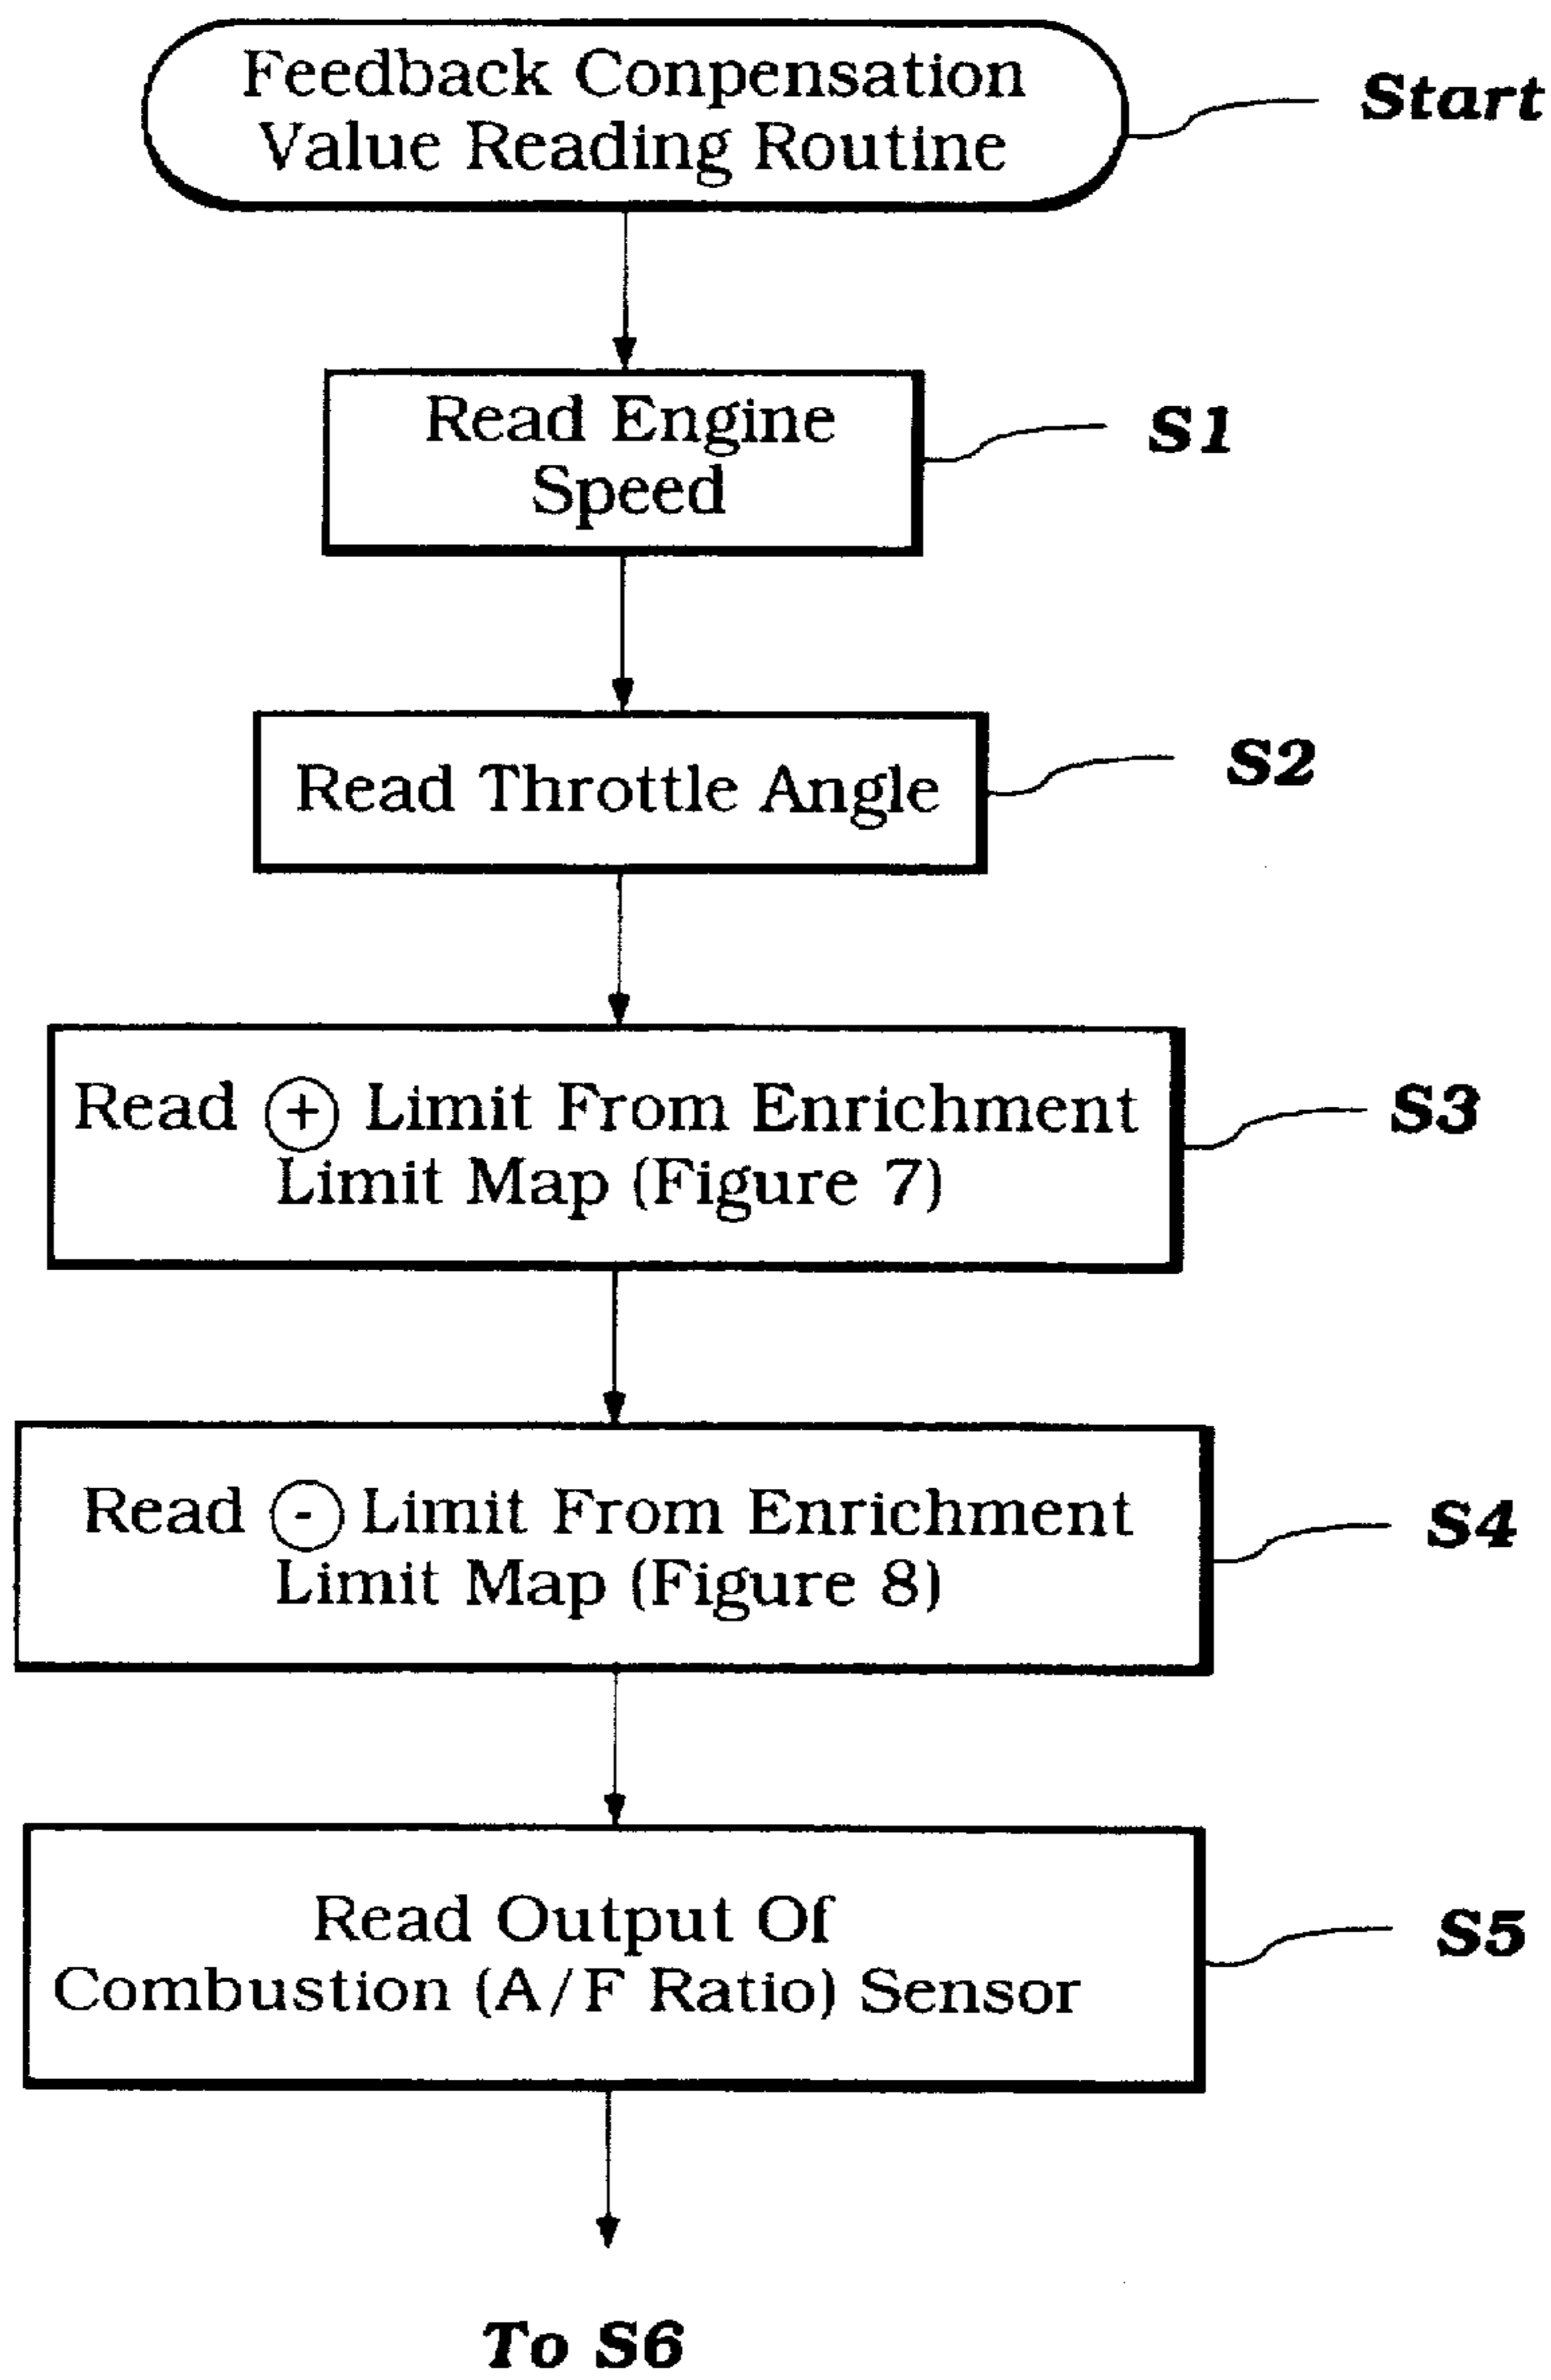 Feedback Conpensation
Value Reading Routine
Start
Read Engine
Speed
S1
Read Throttle Angle
S2
Read ⊕ Limit From Enrichment
Limit Map (Figure 7)
S3
Read ⊖ Limit From Enrichment
Limit Map (Figure 8)
S4
Read Output Of
Combustion (A/F Ratio) Sensor
S5
To S6